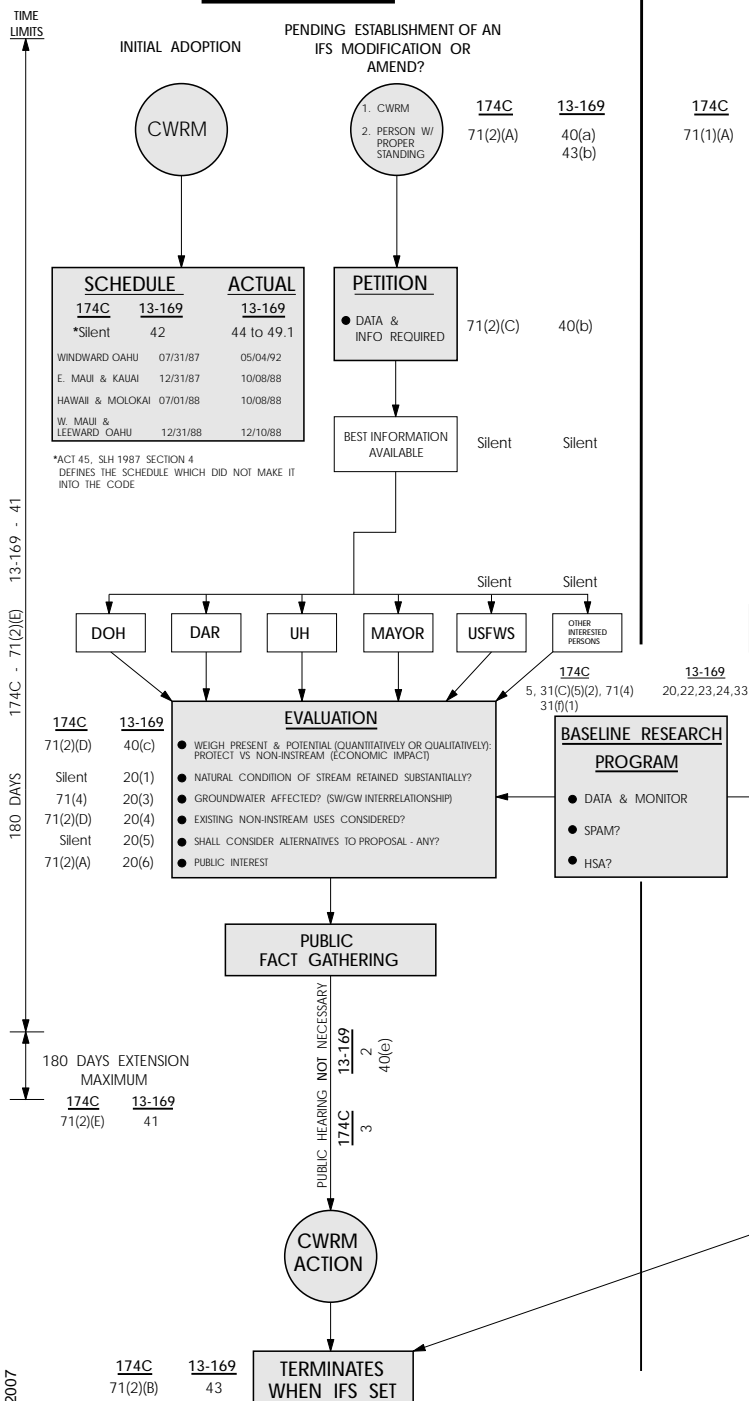 TIME
LIMITS
INITIAL ADOPTION
PENDING ESTABLISHMENT OF AN
IFS MODIFICATION OR
AMEND?
CWRM
1. CWRM
2. PERSON W/
PROPER
STANDING
174C 13-169
71(2)(A) 40(a)
43(b)
174C
71(1)(A)
SCHEDULE ACTUAL
174C 13-169 13-169
*Silent 42 44 to 49.1
WINDWARD OAHU 07/31/87 05/04/92
E. MAUI & KAUAI 12/31/87 10/08/88
HAWAII & MOLOKAI 07/01/88 10/08/88
W. MAUI &
LEEWARD OAHU 12/31/88 12/10/88
*ACT 45, SLH 1987 SECTION 4
DEFINES THE SCHEDULE WHICH DID NOT MAKE IT
INTO THE CODE
PETITION
● DATA &
INFO REQUIRED
71(2)(C) 40(b)
BEST INFORMATION
AVAILABLE
Silent Silent
180 DAYS 174C - 71(2)(E) 13-169 - 41
Silent Silent
DOH DAR UH MAYOR USFWS
OTHER
INTERESTED
PERSONS
174C 13-169
5, 31(C)(5)(2), 71(4) 20,22,23,24,33
31(f)(1)
174C 13-169
71(2)(D) 40(c)
Silent 20(1)
71(4) 20(3)
71(2)(D) 20(4)
Silent 20(5)
71(2)(A) 20(6)
EVALUATION
● WEIGH PRESENT & POTENTIAL (QUANTITATIVELY OR QUALITATIVELY):
PROTECT VS NON-INSTREAM (ECONOMIC IMPACT)
● NATURAL CONDITION OF STREAM RETAINED SUBSTANTIALLY?
● GROUNDWATER AFFECTED? (SW/GW INTERRELATIONSHIP)
● EXISTING NON-INSTREAM USES CONSIDERED?
● SHALL CONSIDER ALTERNATIVES TO PROPOSAL - ANY?
● PUBLIC INTEREST
BASELINE RESEARCH
PROGRAM
● DATA & MONITOR
● SPAM?
● HSA?
PUBLIC
FACT GATHERING
180 DAYS EXTENSION
MAXIMUM
174C 13-169
71(2)(E) 41
PUBLIC HEARING NOT NECESSARY
174C 13-169
3 2
40(e)
CWRM
ACTION
174C 13-169
71(2)(B) 43
TERMINATES
WHEN IFS SET
2007